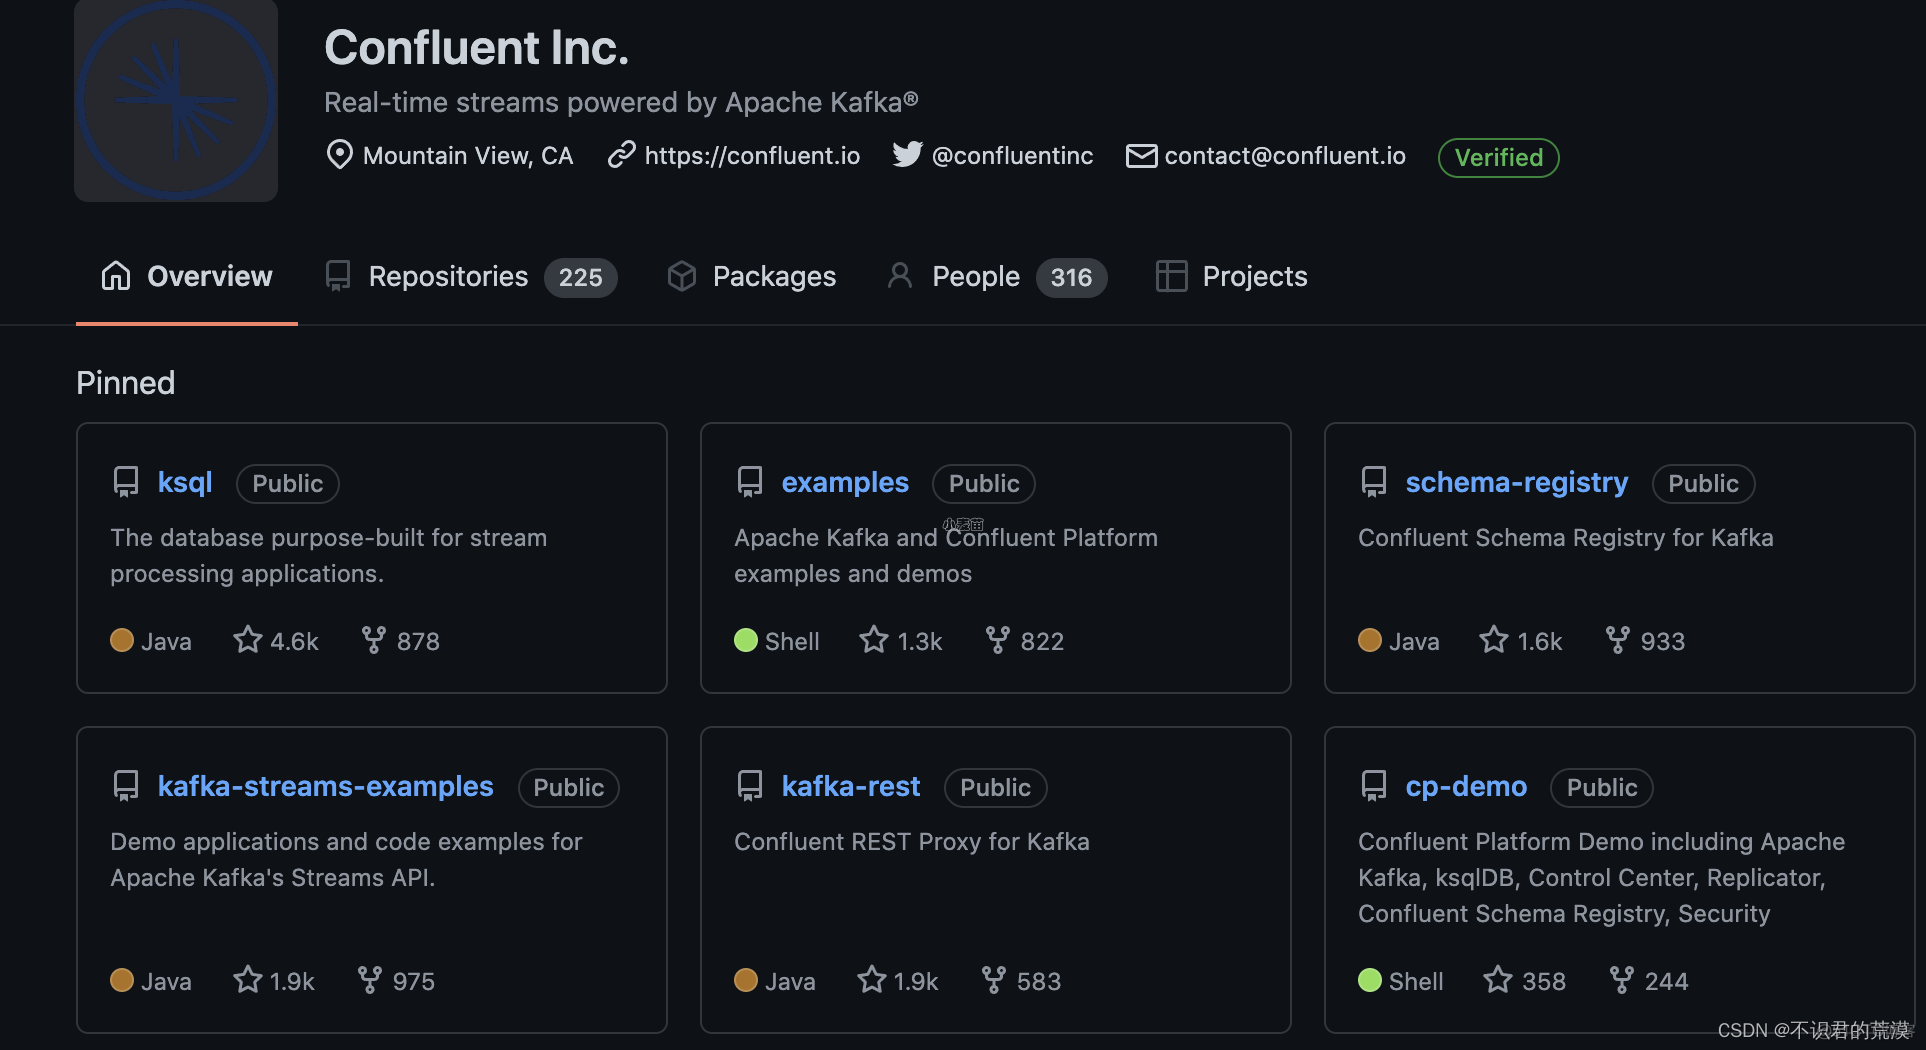 Confluent Inc.
Real-time streams powered by Apache Kafka®
Mountain View, CA https://confluent.io @confluentinc contact@confluent.io Verified
Overview Repositories 225 Packages People 316 Projects
Pinned
ksql Public
The database purpose-built for stream
processing applications.
Java 4.6k 878
examples Public
小麦苗
Apache Kafka and Confluent Platform
examples and demos
Shell 1.3k 822
schema-registry Public
Confluent Schema Registry for Kafka
Java 1.6k 933
kafka-streams-examples Public
Demo applications and code examples for
Apache Kafka's Streams API.
Java 1.9k 975
kafka-rest Public
Confluent REST Proxy for Kafka
Java 1.9k 583
cp-demo Public
Confluent Platform Demo including Apache
Kafka, ksqlDB, Control Center, Replicator,
Confluent Schema Registry, Security
Shell 358 244
CSDN @不识君的荒漠